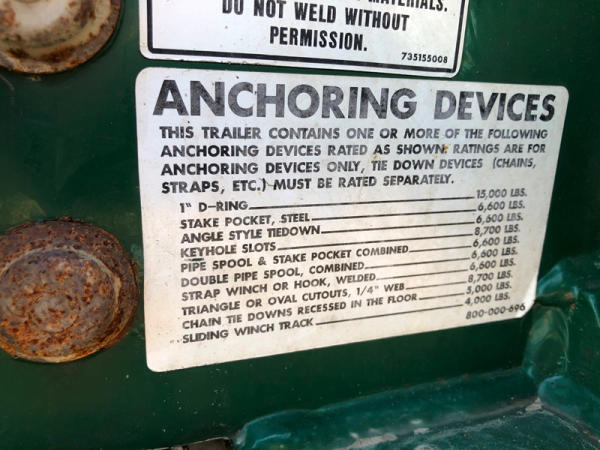 MATERIALS.
DO NOT WELD WITHOUT
PERMISSION.
735155008
ANCHORING DEVICES
THIS TRAILER CONTAINS ONE OR MORE OF THE FOLLOWING
ANCHORING DEVICES RATED AS SHOWN. RATINGS ARE FOR
ANCHORING DEVICES ONLY, TIE DOWN DEVICES (CHAINS,
STRAPS, ETC.) MUST BE RATED SEPARATELY.
1" D-RING 15,000 LBS.
STAKE POCKET, STEEL 6,600 LBS.
ANGLE STYLE TIEDOWN 6,600 LBS.
KEYHOLE SLOTS 8,700 LBS.
PIPE SPOOL & STAKE POCKET COMBINED 6,600 LBS.
DOUBLE PIPE SPOOL, COMBINED 6,600 LBS.
STRAP WINCH OR HOOK, WELDED 6,600 LBS.
TRIANGLE OR OVAL CUTOUTS, 1/4" WEB 8,700 LBS.
CHAIN TIE DOWNS RECESSED IN THE FLOOR 5,000 LBS.
SLIDING WINCH TRACK 4,000 LBS.
800-000-696